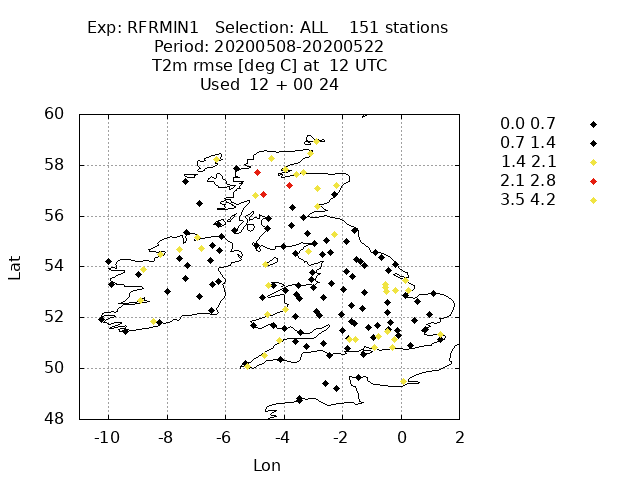 Exp: RFRMIN1 Selection: ALL 151 stations
Period: 20200508-20200522
T2m rmse [deg C] at 12 UTC
Used 12 + 00 24
60
58
56
54
52
50
48
Lat
-10 -8 -6 -4 -2 0 2
Lon
0.0 0.7
0.7 1.4
1.4 2.1
2.1 2.8
3.5 4.2